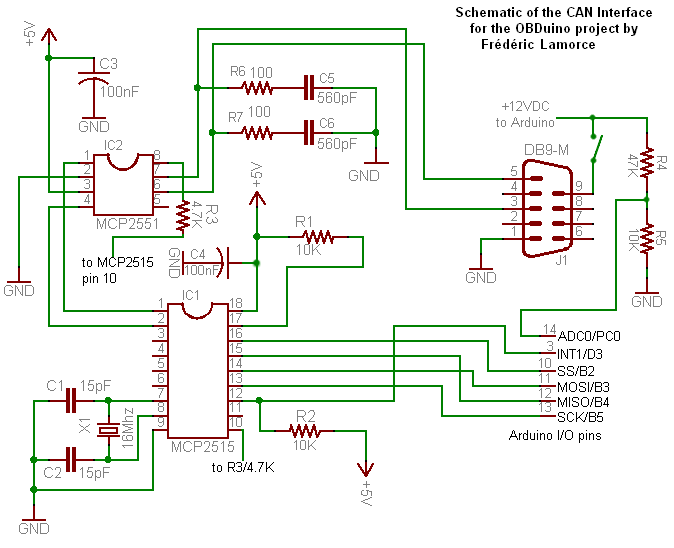 Schematic of the CAN Interface
for the OBDuino project by
Frédéric Lamorce
+5V
C3
100nF
GND
R6 100
C5
560pF
R7 100
C6
560pF
GND
+12VDC
to Arduino
DB9-M
5
4
3
2
1
9
8
7
6
J1
R4
47K
R5
10K
GND
GND
IC2
1
2
3
4
8
7
6
5
MCP2551
R3
4.7K
to MCP2515
pin 10
GND
+5V
GND
C4
100nF
R1
10K
IC1
1
2
3
4
5
6
7
8
9
18
17
16
15
14
13
12
11
10
MCP2515
to R3/4.7K
14 ADC0/PC0
3 INT1/D3
10 SS/B2
11 MOSI/B3
12 MISO/B4
13 SCK/B5
Arduino I/O pins
C1 15pF
X1
16Mhz
C2 15pF
GND
R2
10K
+5V